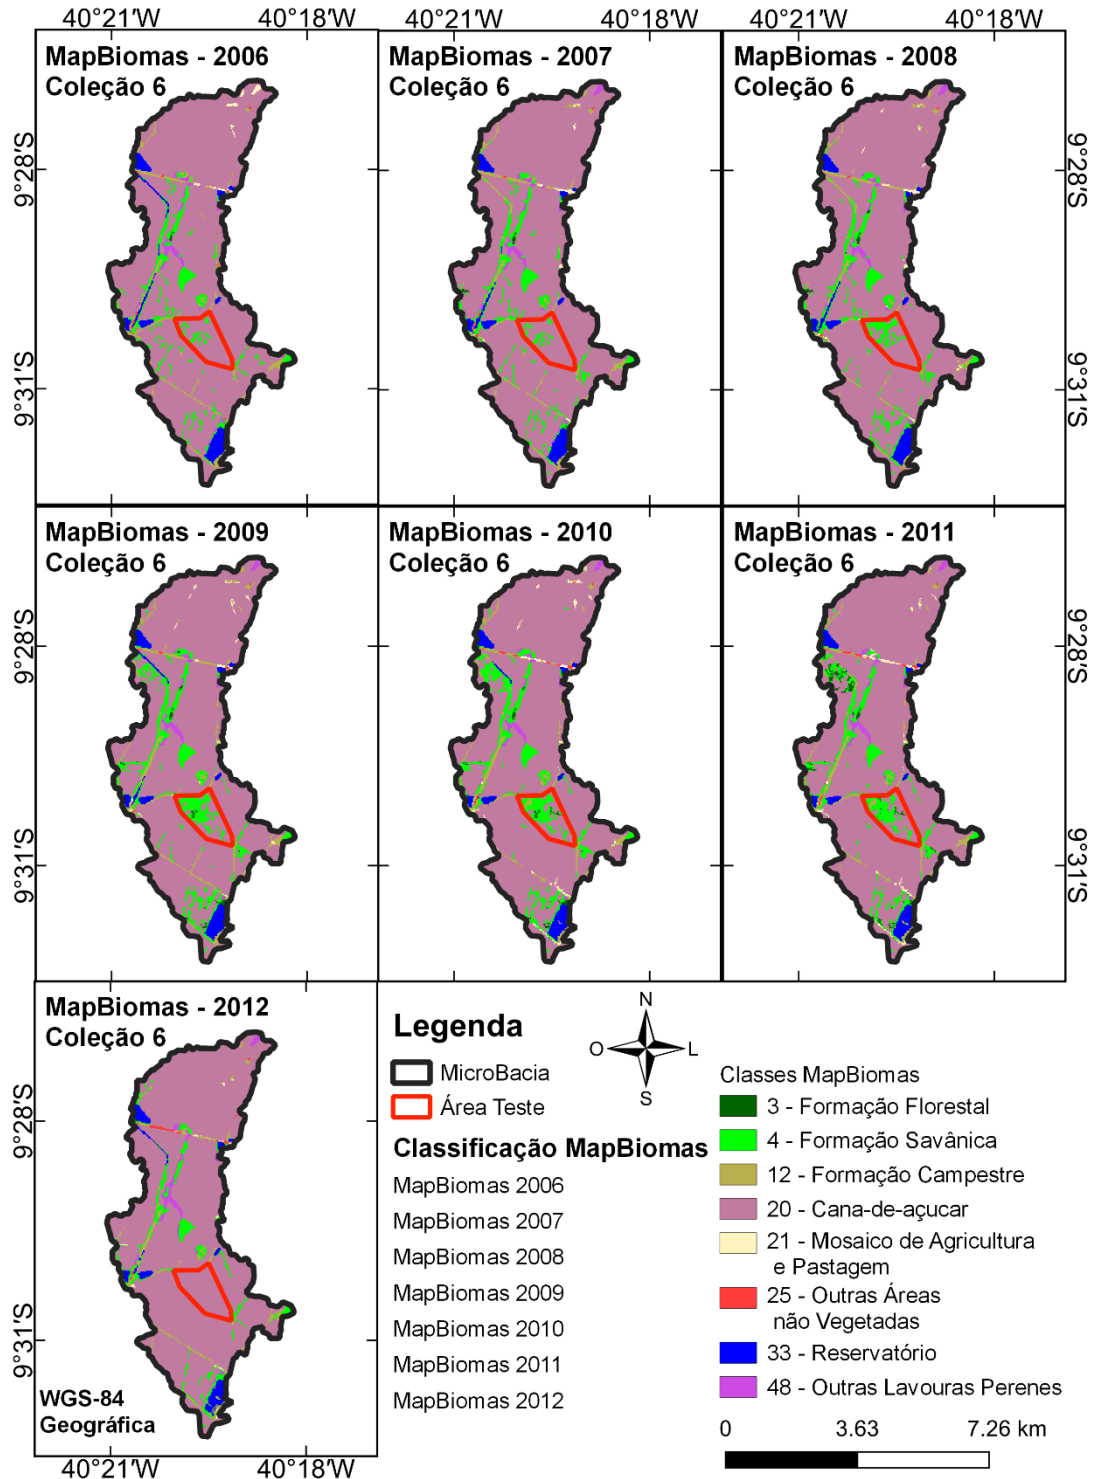 40°21'W 40°18'W 40°21'W 40°18'W 40°21'W 40°18'W
MapBiomas - 2006
Coleção 6
MapBiomas - 2007
Coleção 6
MapBiomas - 2008
Coleção 6
9°28'S
9°28'S
9°31'S
9°31'S
MapBiomas - 2009
Coleção 6
MapBiomas - 2010
Coleção 6
MapBiomas - 2011
Coleção 6
9°28'S
9°28'S
9°31'S
9°31'S
MapBiomas - 2012
Coleção 6
9°28'S
9°31'S
WGS-84
Geográfica
40°21'W 40°18'W
Legenda
MicroBacia
Área Teste
N
O
L
S
Classificação MapBiomas
MapBiomas 2006
MapBiomas 2007
MapBiomas 2008
MapBiomas 2009
MapBiomas 2010
MapBiomas 2011
MapBiomas 2012
Classes MapBiomas
3 - Formação Florestal
4 - Formação Savânica
12 - Formação Campestre
20 - Cana-de-açucar
21 - Mosaico de Agricultura
e Pastagem
25 - Outras Áreas
não Vegetadas
33 - Reservatório
48 - Outras Lavouras Perenes
0 3.63 7.26 km